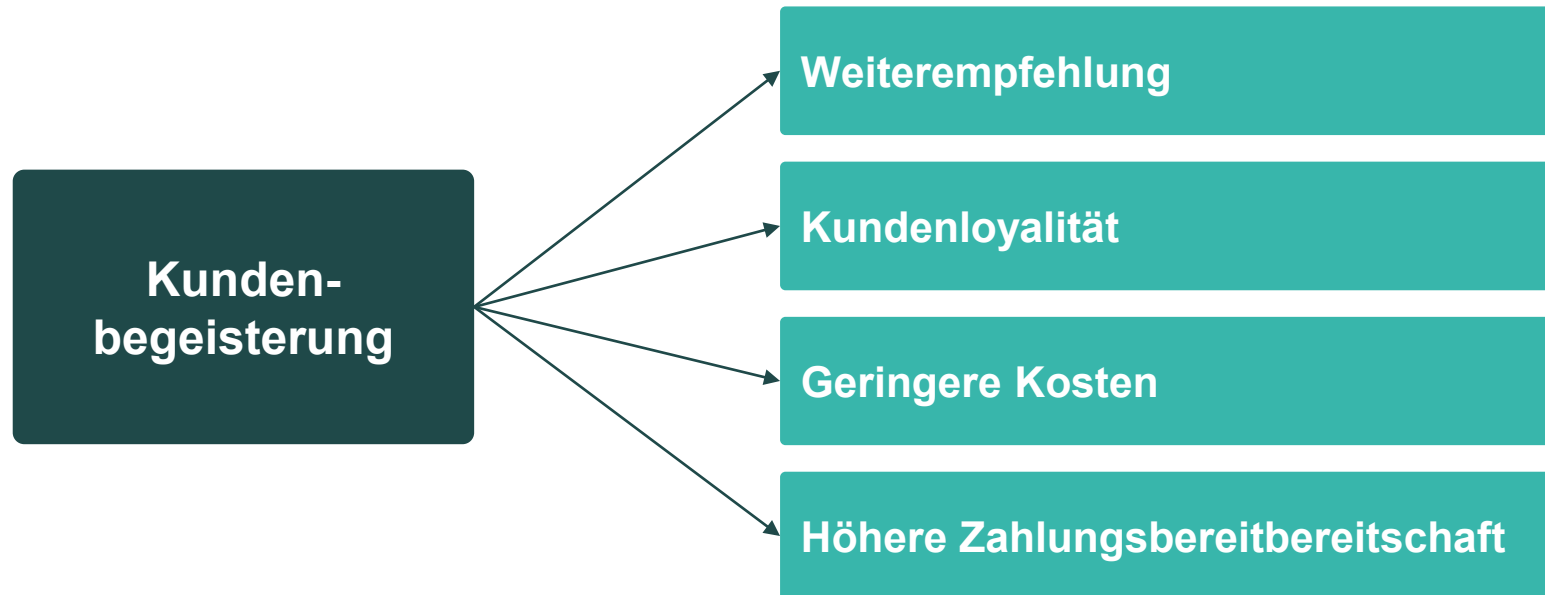 Kunden-
begeisterung
Weiterempfehlung
Kundenloyalität
Geringere Kosten
Höhere Zahlungsbereitbereitschaft